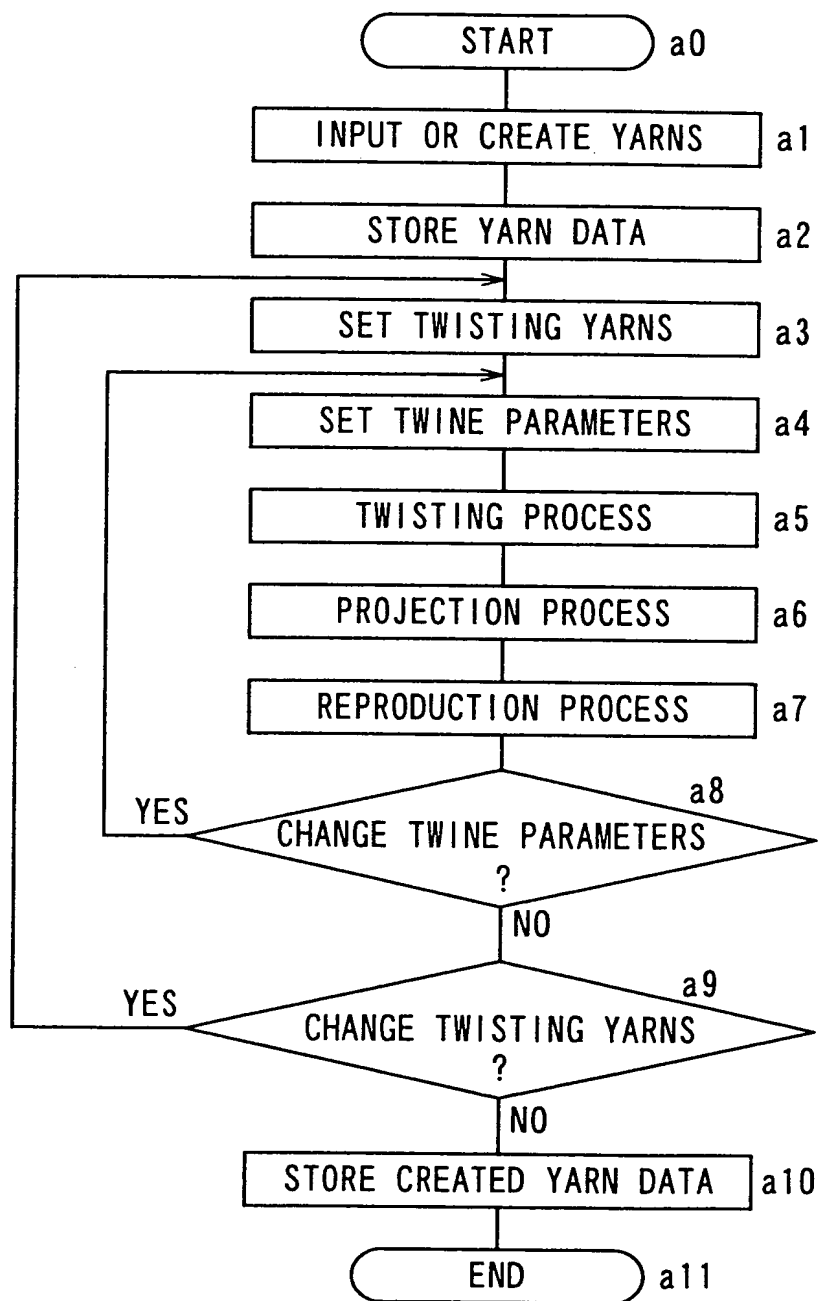 START a0
INPUT OR CREATE YARNS a1
STORE YARN DATA a2
SET TWISTING YARNS a3
SET TWINE PARAMETERS a4
TWISTING PROCESS a5
PROJECTION PROCESS a6
REPRODUCTION PROCESS a7
a8
YES
CHANGE TWINE PARAMETERS
?
NO
a9
YES
CHANGE TWISTING YARNS
?
NO
STORE CREATED YARN DATA a10
END a11